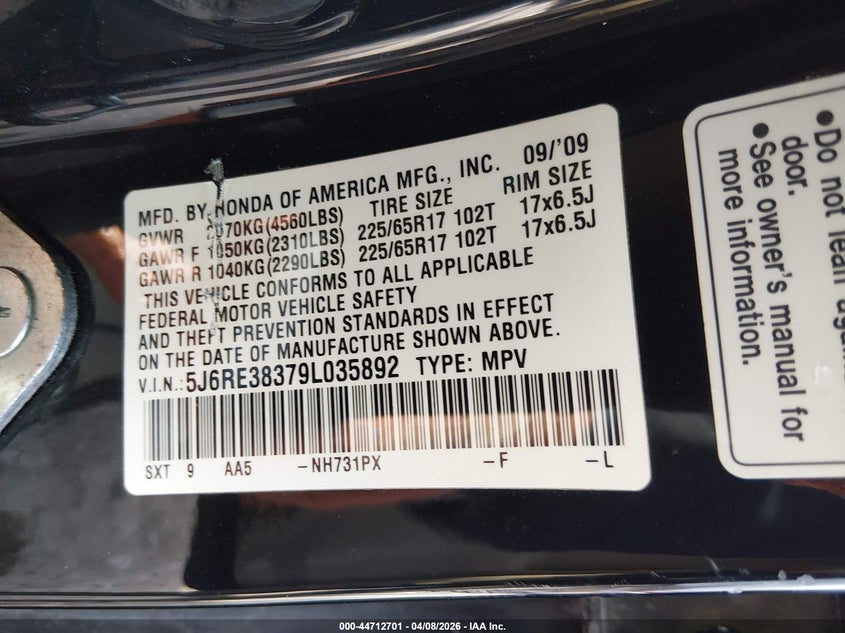 MFD. BY HONDA OF AMERICA MFG., INC. 09/'09
TIRE SIZE RIM SIZE
GVWR 2070KG(4560LBS)
GAWR F 1050KG(2310LBS) 225/65R17 102T 17x6.5J
GAWR R 1040KG(2290LBS) 225/65R17 102T 17x6.5J
THIS VEHICLE CONFORMS TO ALL APPLICABLE
FEDERAL MOTOR VEHICLE SAFETY
AND THEFT PREVENTION STANDARDS IN EFFECT
ON THE DATE OF MANUFACTURE SHOWN ABOVE.
V.I.N.:5J6RE38379L035892 TYPE: MPV
SXT 9 AA5 -NH731PX -F -L
• Do not lean
door.
• See owner's manual for
more information.
000-44712701 - 04/08/2026 - IAA Inc.